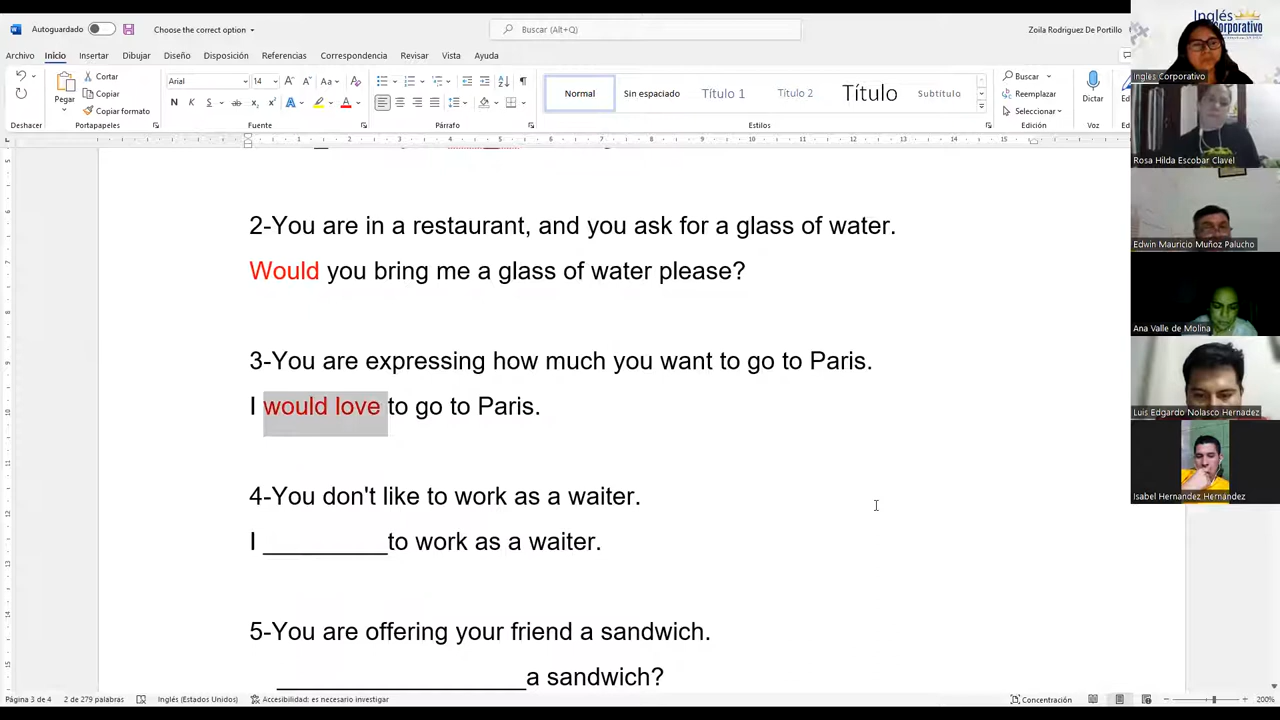 Autoguardado
Choose the correct option
Buscar (Alt+Q)
Zoila Rodriguez De Portillo
Archivo Inicio Insertar Dibujar Diseño Disposición Referencias Correspondencia Revisar Vista Ayuda
Cortar
Copiar
Copiar formato
Pegar
Arial 14
Normal
Sin espaciado
Título 1
Título 2
Título
Subtítulo
Buscar
Reemplazar
Seleccionar
Dictar
Deshacer Portapapeles Fuente Párrafo Estilos Edición Voz
2-You are in a restaurant, and you ask for a glass of water.
Would you bring me a glass of water please?
3-You are expressing how much you want to go to Paris.
I would love to go to Paris.
4-You don't like to work as a waiter.
I _________to work as a waiter.
5-You are offering your friend a sandwich.
__________________a sandwich?
Página 3 de 4 2 de 279 palabras Inglés (Estados Unidos) Accesibilidad: es necesario investigar Concentración 200%
Inglés
Corporativo
Ingles Corporativo
Rosa Hilda Escobar Clavel
Edwin Mauricio Muñoz Palucho
Ana Valle de Molina
Luis Edgardo Nolasco Hernadez
Isabel Hernandez Hernández